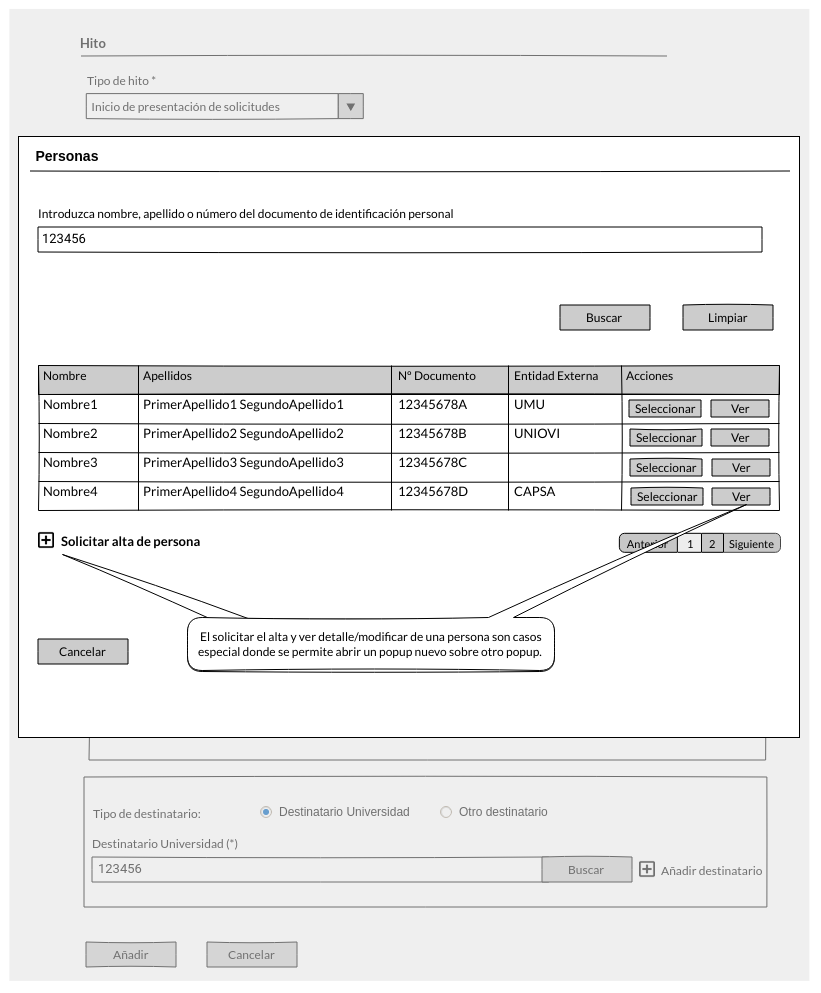 Hito
Tipo de hito *
Inicio de presentación de solicitudes
Personas
Introduzca nombre, apellido o número del documento de identificación personal
123456
Buscar Limpiar
Nombre Apellidos Nº Documento Entidad Externa Acciones
Nombre1 PrimerApellido1 SegundoApellido1 12345678A UMU Seleccionar Ver
Nombre2 PrimerApellido2 SegundoApellido2 12345678B UNIOVI Seleccionar Ver
Nombre3 PrimerApellido3 SegundoApellido3 12345678C Seleccionar Ver
Nombre4 PrimerApellido4 SegundoApellido4 12345678D CAPSA Seleccionar Ver
Solicitar alta de persona
Anterior 1 2 Siguiente
El solicitar el alta y ver detalle/modificar de una persona son casos
especial donde se permite abrir un popup nuevo sobre otro popup.
Cancelar
Tipo de destinatario: Destinatario Universidad Otro destinatario
Destinatario Universidad (*)
123456 Buscar Añadir destinatario
Añadir Cancelar